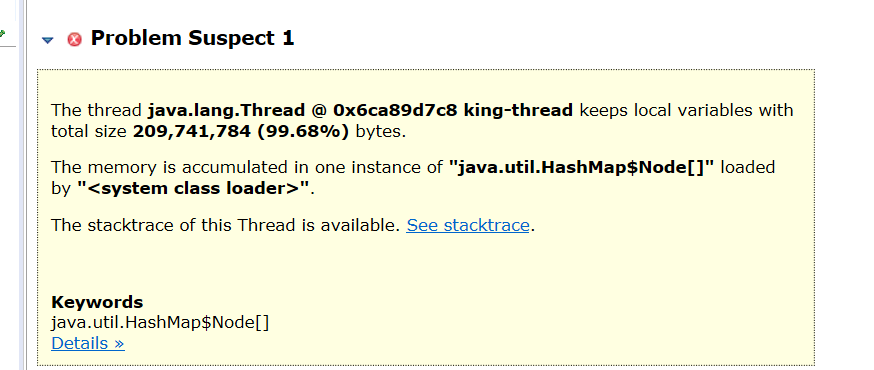 Problem Suspect 1
The thread java.lang.Thread @ 0x6ca89d7c8 king-thread keeps local variables with
total size 209,741,784 (99.68%) bytes.
The memory is accumulated in one instance of "java.util.HashMap$Node[]" loaded
by "<system class loader>".
The stacktrace of this Thread is available. See stacktrace.
Keywords
java.util.HashMap$Node[]
Details »